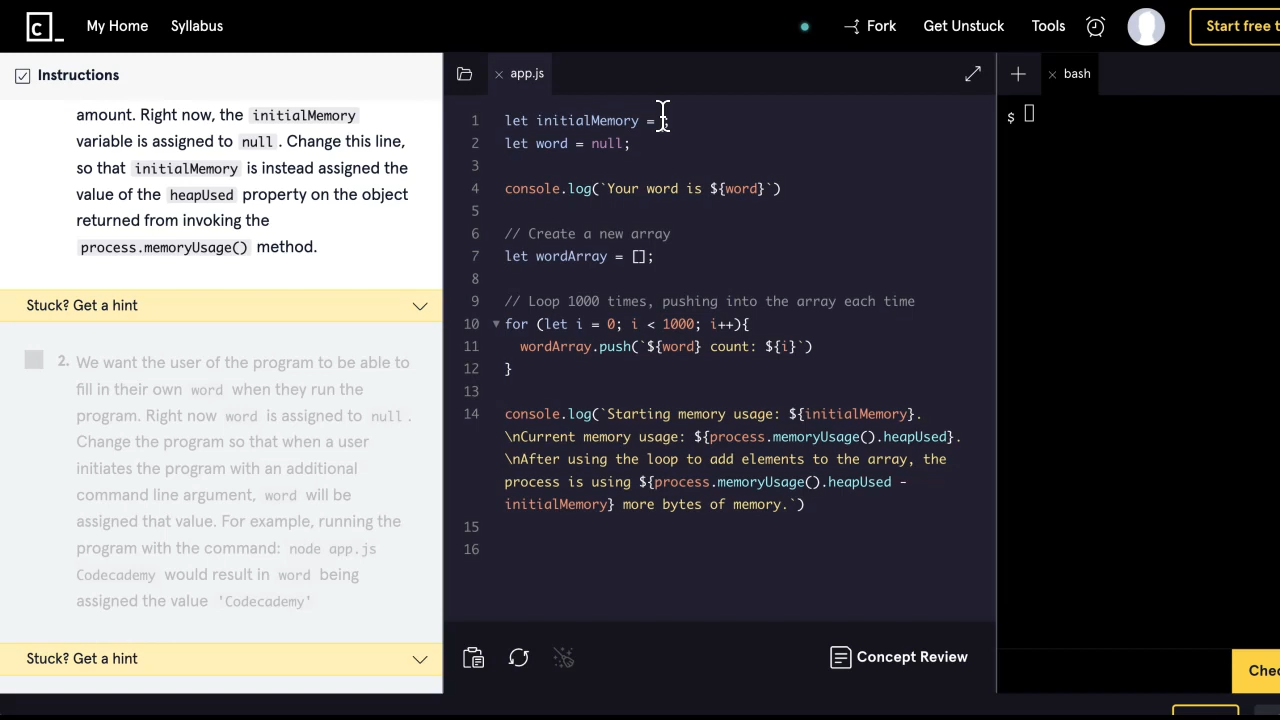 C_ My Home Syllabus Fork Get Unstuck Tools Start free t
Instructions
amount. Right now, the initialMemory
variable is assigned to null. Change this line,
so that initialMemory is instead assigned the
value of the heapUsed property on the object
returned from invoking the
process.memoryUsage() method.
Stuck? Get a hint
2. We want the user of the program to be able to
fill in their own word when they run the
program. Right now word is assigned to null.
Change the program so that when a user
initiates the program with an additional
command line argument, word will be
assigned that value. For example, running the
program with the command: node app.js
Codecademy would result in word being
assigned the value 'Codecademy'
Stuck? Get a hint
app.js
1 let initialMemory = ;
2 let word = null;
3
4 console.log(`Your word is ${word}`)
5
6 // Create a new array
7 let wordArray = [];
8
9 // Loop 1000 times, pushing into the array each time
10 for (let i = 0; i < 1000; i++){
11 wordArray.push(`${word} count: ${i}`)
12 }
13
14 console.log(`Starting memory usage: ${initialMemory}.
\nCurrent memory usage: ${process.memoryUsage().heapUsed}.
\nAfter using the loop to add elements to the array, the
process is using ${process.memoryUsage().heapUsed -
initialMemory} more bytes of memory.`)
15
16
Concept Review
bash
$
Chec